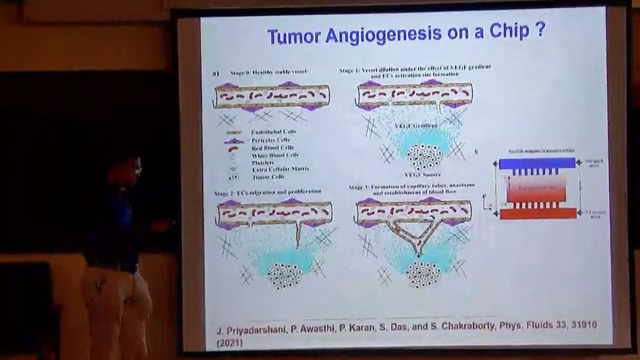 Tumor Angiogenesis on a Chip ?
a)
Stage 0: Healthy stable vessel
Stage 1: Vessel dilation under the effect of VEGF gradient
and ECs activation site formation
Endothelial Cells
Pericytes Cells
Red Blood Cells
White Blood Cells
Platelets
Extra Cellular Matrix
Tumor Cells
VEGF Gradient
VEGF Source
Stage 2: ECs migration and proliferation
Stage 3: Formation of capillary tubes, anastomosis
and establishment of blood flow
J. Priyadarshani, P. Awasthi, P. Karan, S. Das, and S. Chakraborty, Phys. Fluids 33, 31910
(2021)